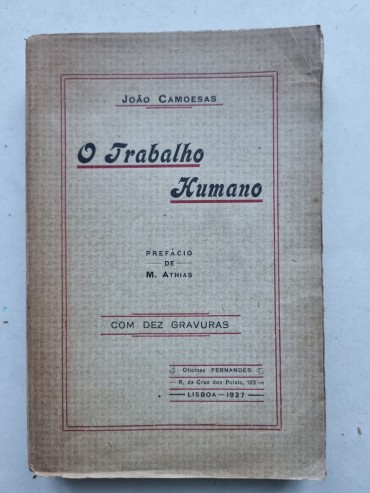 JOÃO CAMOESAS
O Trabalho
Humano
PREFÁCIO
DE
M. ATHIAS
COM DEZ GRAVURAS
Oficinas FERNANDES
R. da Cruz dos Poiais, 103
LISBOA—1927